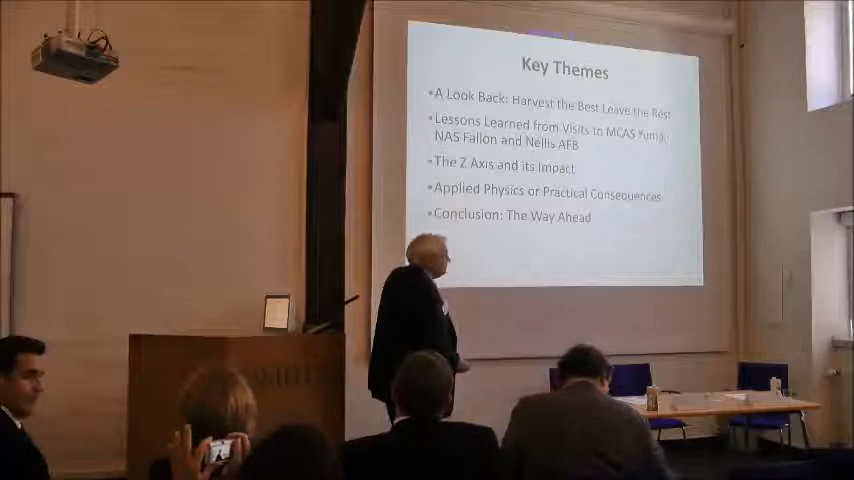 Key Themes
•A Look Back: Harvest the Best Leave the Rest
•Lessons Learned from Visits to MCAS Yuma,
NAS Fallon and Nellis AFB
•The Z Axis and its Impact
•Applied Physics or Practical Consequences
•Conclusion: The Way Ahead